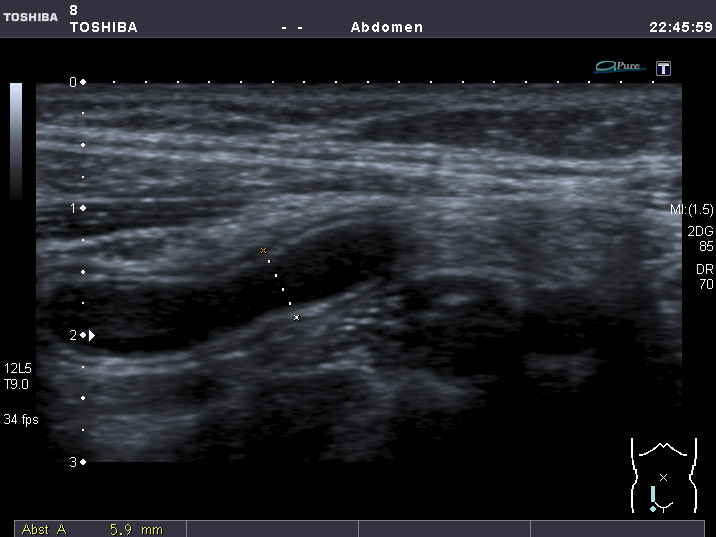 TOSHIBA
8
TOSHIBA - - Abdomen 22:45:59
aPure T
0
1
2
3
MI:(1.5)
2DG
85
DR
70
12L5
T9.0
34 fps
Abst A 5.9 mm